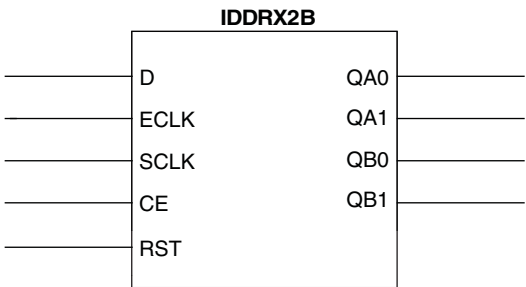 IDDRX2B
D QA0
ECLK QA1
SCLK QB0
CE QB1
RST